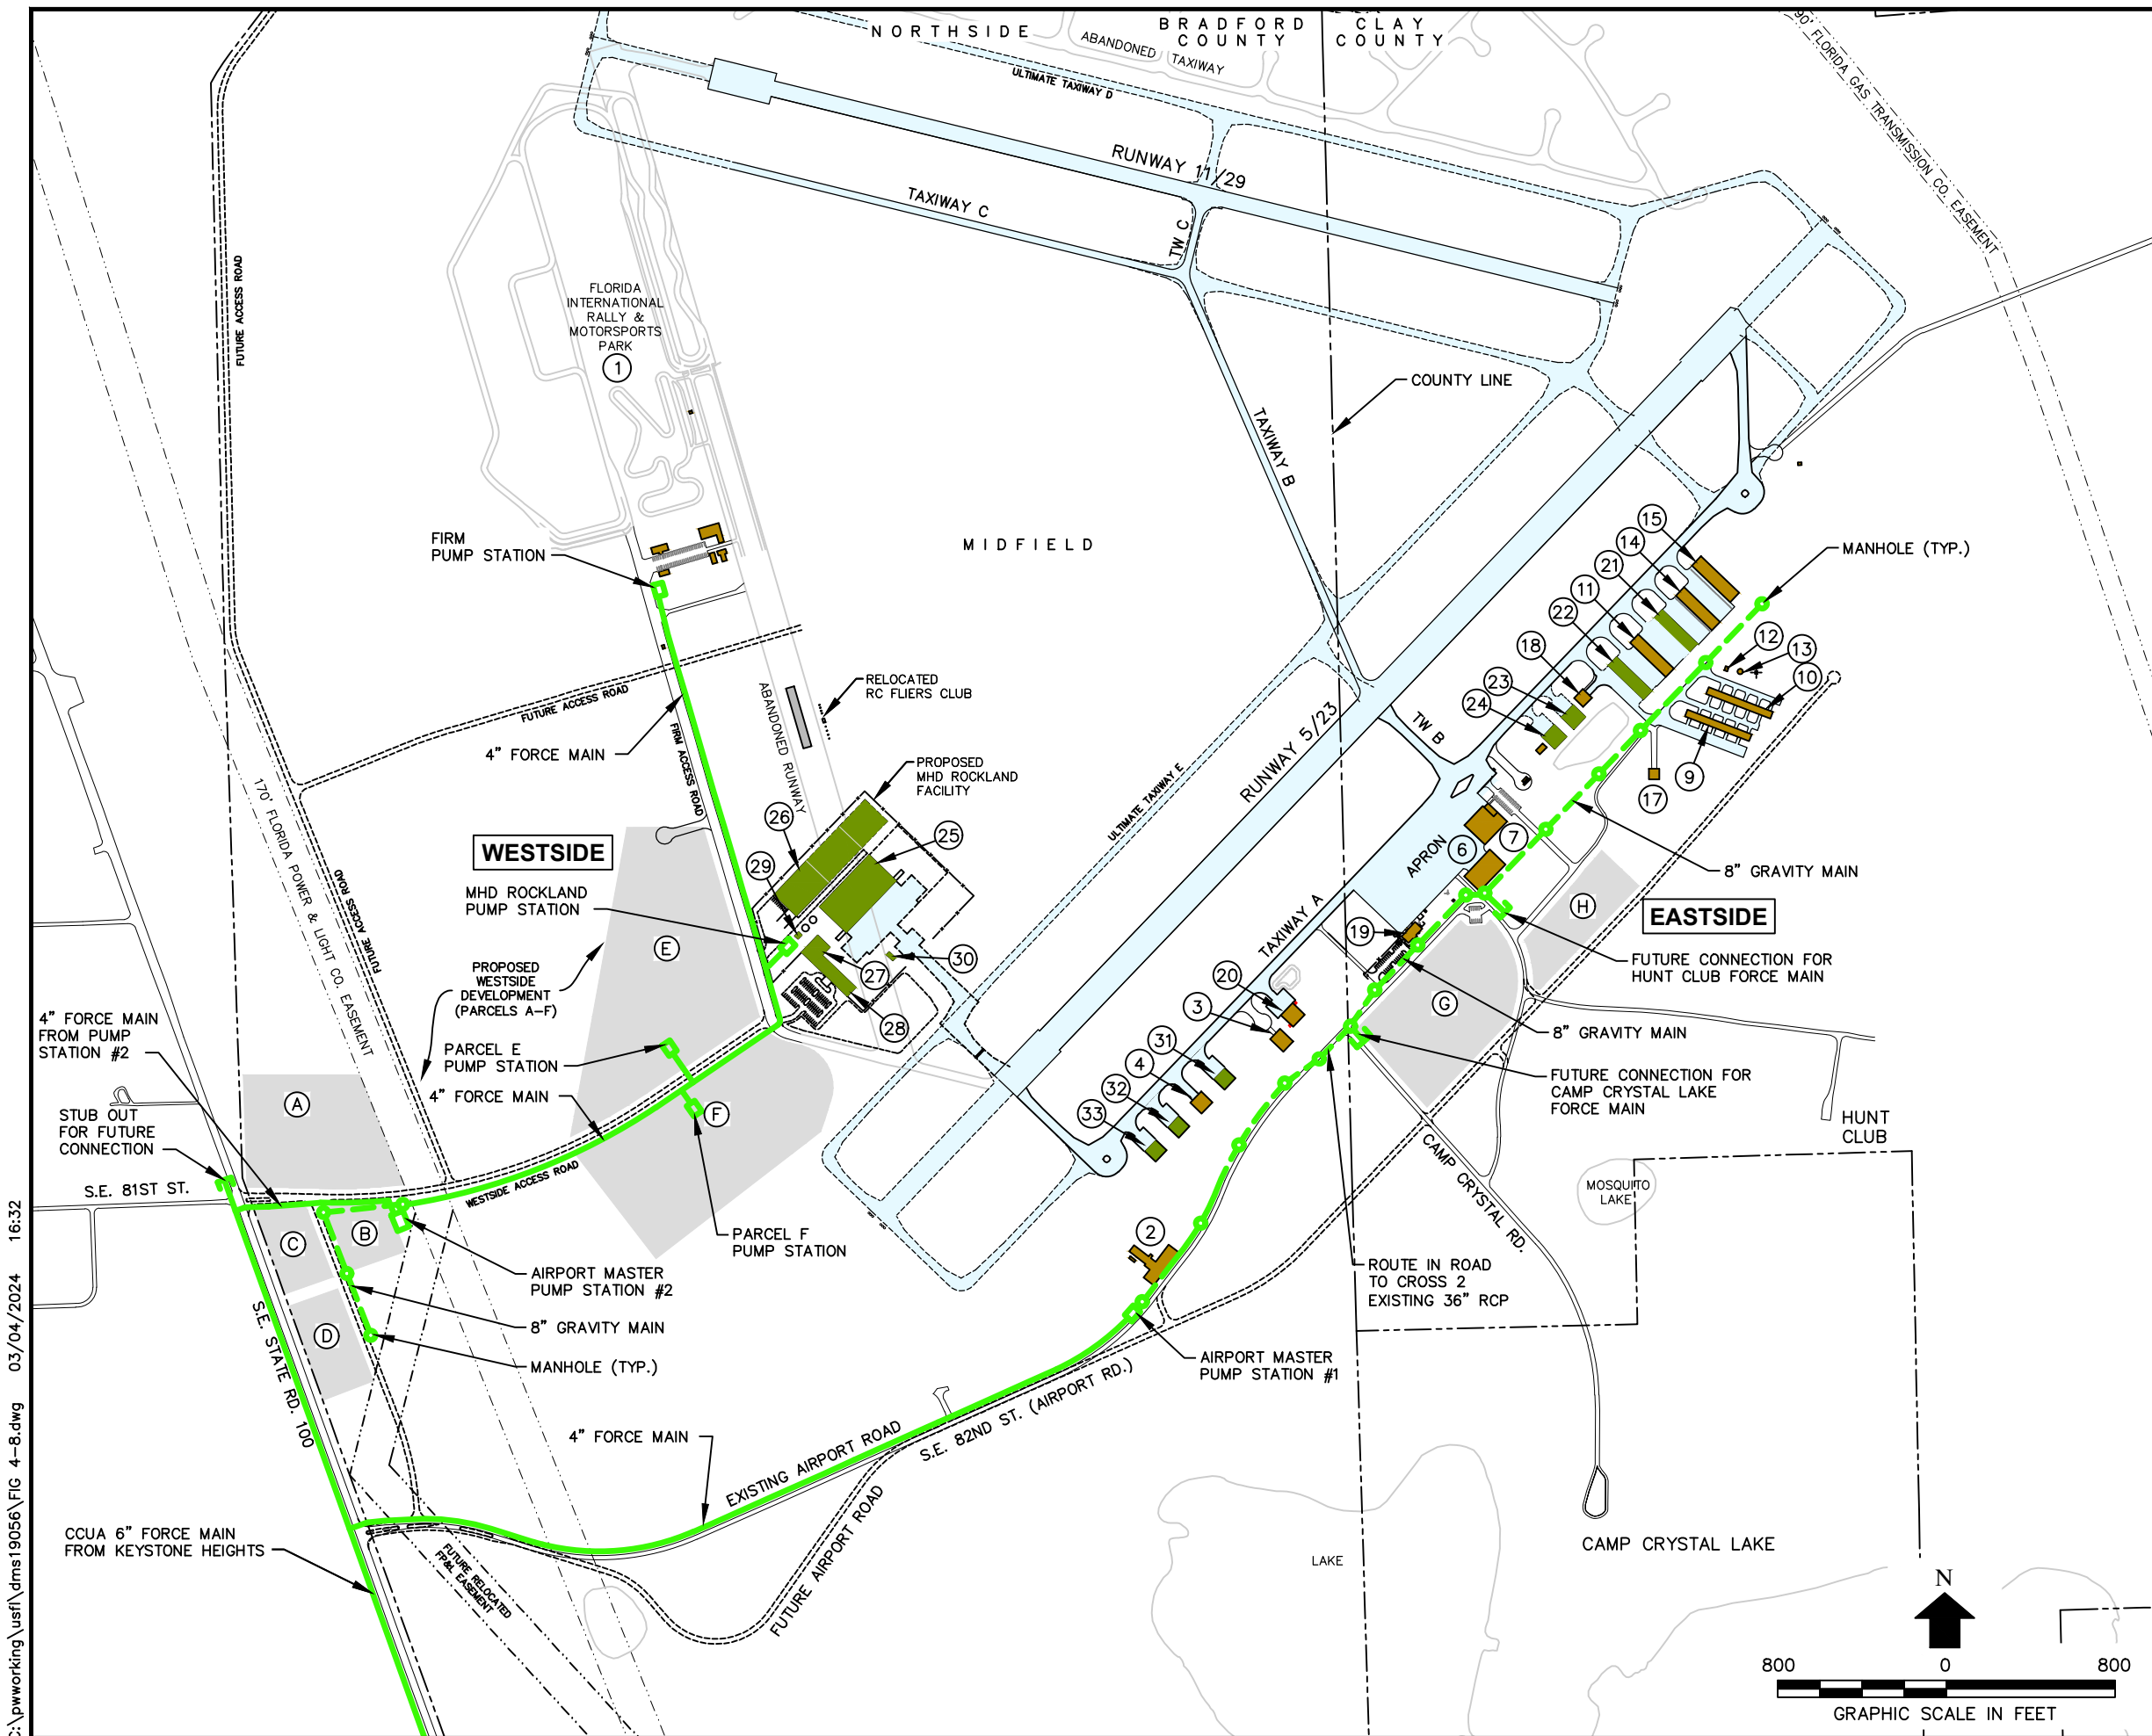 NORTHSIDE
BRADFORD
COUNTY
CLAY
COUNTY
ABANDONED TAXIWAY
ULTIMATE TAXIWAY D
90' FLORIDA GAS TRANSMISSION CO. EASEMENT
RUNWAY 11/29
TAXIWAY C
TW C
FUTURE ACCESS ROAD
FLORIDA
INTERNATIONAL
RALLY &
MOTORSPORTS
PARK
1
COUNTY LINE
TAXIWAY B
MIDFIELD
FIRM
PUMP STATION
15
14
21
11
22
18
23
24
MANHOLE (TYP.)
12
13
10
9
17
RELOCATED
RC FLIERS CLUB
FUTURE ACCESS ROAD
4" FORCE MAIN
FIRM ACCESS ROAD
ABANDONED RUNWAY
TW B
RUNWAY 5/23
ULTIMATE TAXIWAY E
PROPOSED
MHD ROCKLAND
FACILITY
170' FLORIDA POWER & LIGHT CO. EASEMENT
FUTURE ACCESS ROAD
WESTSIDE
26
25
29
APRON
6
7
8" GRAVITY MAIN
MHD ROCKLAND
PUMP STATION
H
EASTSIDE
E
TAXIWAY A
19
30
27
28
FUTURE CONNECTION FOR
HUNT CLUB FORCE MAIN
PROPOSED
WESTSIDE
DEVELOPMENT
(PARCELS A-F)
20
3
G
8" GRAVITY MAIN
4" FORCE MAIN
FROM PUMP
STATION #2
PARCEL E
PUMP STATION
4" FORCE MAIN
31
4
32
33
FUTURE CONNECTION FOR
CAMP CRYSTAL LAKE
FORCE MAIN
A
F
STUB OUT
FOR FUTURE
CONNECTION
HUNT
CLUB
CAMP CRYSTAL RD.
S.E. 81ST ST.
WESTSIDE ACCESS ROAD
MOSQUITO
LAKE
B
C
2
PARCEL F
PUMP STATION
AIRPORT MASTER
PUMP STATION #2
ROUTE IN ROAD
TO CROSS 2
EXISTING 36" RCP
8" GRAVITY MAIN
D
MANHOLE (TYP.)
S.E. STATE RD. 100
AIRPORT MASTER
PUMP STATION #1
4" FORCE MAIN
EXISTING AIRPORT ROAD
S.E. 82ND ST. (AIRPORT RD.)
FUTURE AIRPORT ROAD
CCUA 6" FORCE MAIN
FROM KEYSTONE HEIGHTS
FUTURE RELOCATED
FP&L EASEMENT
LAKE
CAMP CRYSTAL LAKE
N
800 0 800
GRAPHIC SCALE IN FEET
C:\pwworking\usfl\dms19056\FIG 4-8.dwg 03/04/2024 16:32